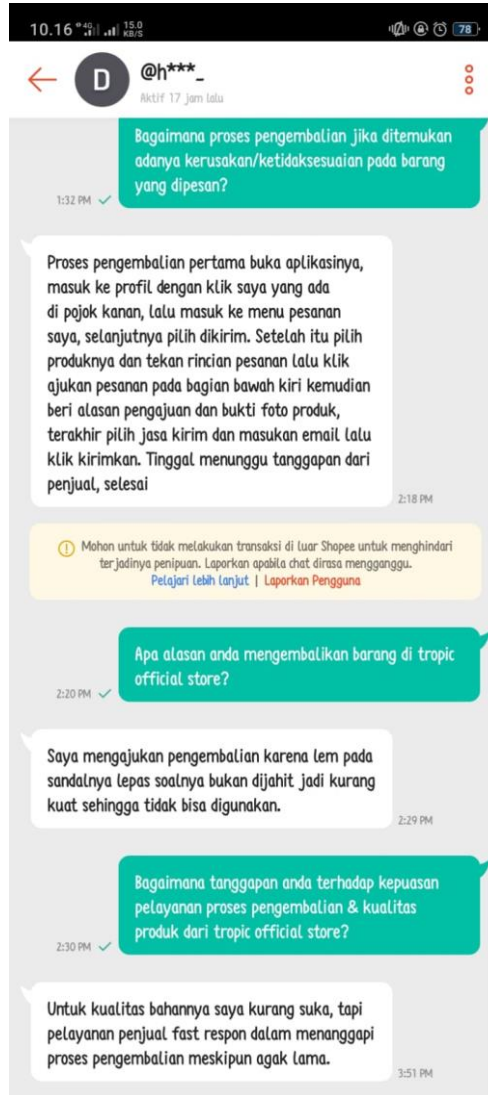 10.16 4G 15.0 KB/S 78
D @h***_
Aktif 17 jam lalu
Bagaimana proses pengembalian jika ditemukan
adanya kerusakan/ketidaksesuaian pada barang
yang dipesan?
1:32 PM
Proses pengembalian pertama buka aplikasinya,
masuk ke profil dengan klik saya yang ada
di pojok kanan, lalu masuk ke menu pesanan
saya, selanjutnya pilih dikirim. Setelah itu pilih
produknya dan tekan rincian pesanan lalu klik
ajukan pesanan pada bagian bawah kiri kemudian
beri alasan pengajuan dan bukti foto produk,
terakhir pilih jasa kirim dan masukan email lalu
klik kirimkan. Tinggal menunggu tanggapan dari
penjual, selesai
2:18 PM
Mohon untuk tidak melakukan transaksi di luar Shopee untuk menghindari
terjadinya penipuan. Laporkan apabila chat dirasa mengganggu.
Pelajari lebih lanjut | Laporkan Pengguna
Apa alasan anda mengembalikan barang di tropic
official store?
2:20 PM
Saya mengajukan pengembalian karena lem pada
sandalnya lepas soalnya bukan dijahit jadi kurang
kuat sehingga tidak bisa digunakan.
2:29 PM
Bagaimana tanggapan anda terhadap kepuasan
pelayanan proses pengembalian & kualitas
produk dari tropic official store?
2:30 PM
Untuk kualitas bahannya saya kurang suka, tapi
pelayanan penjual fast respon dalam menanggapi
proses pengembalian meskipun agak lama.
3:51 PM